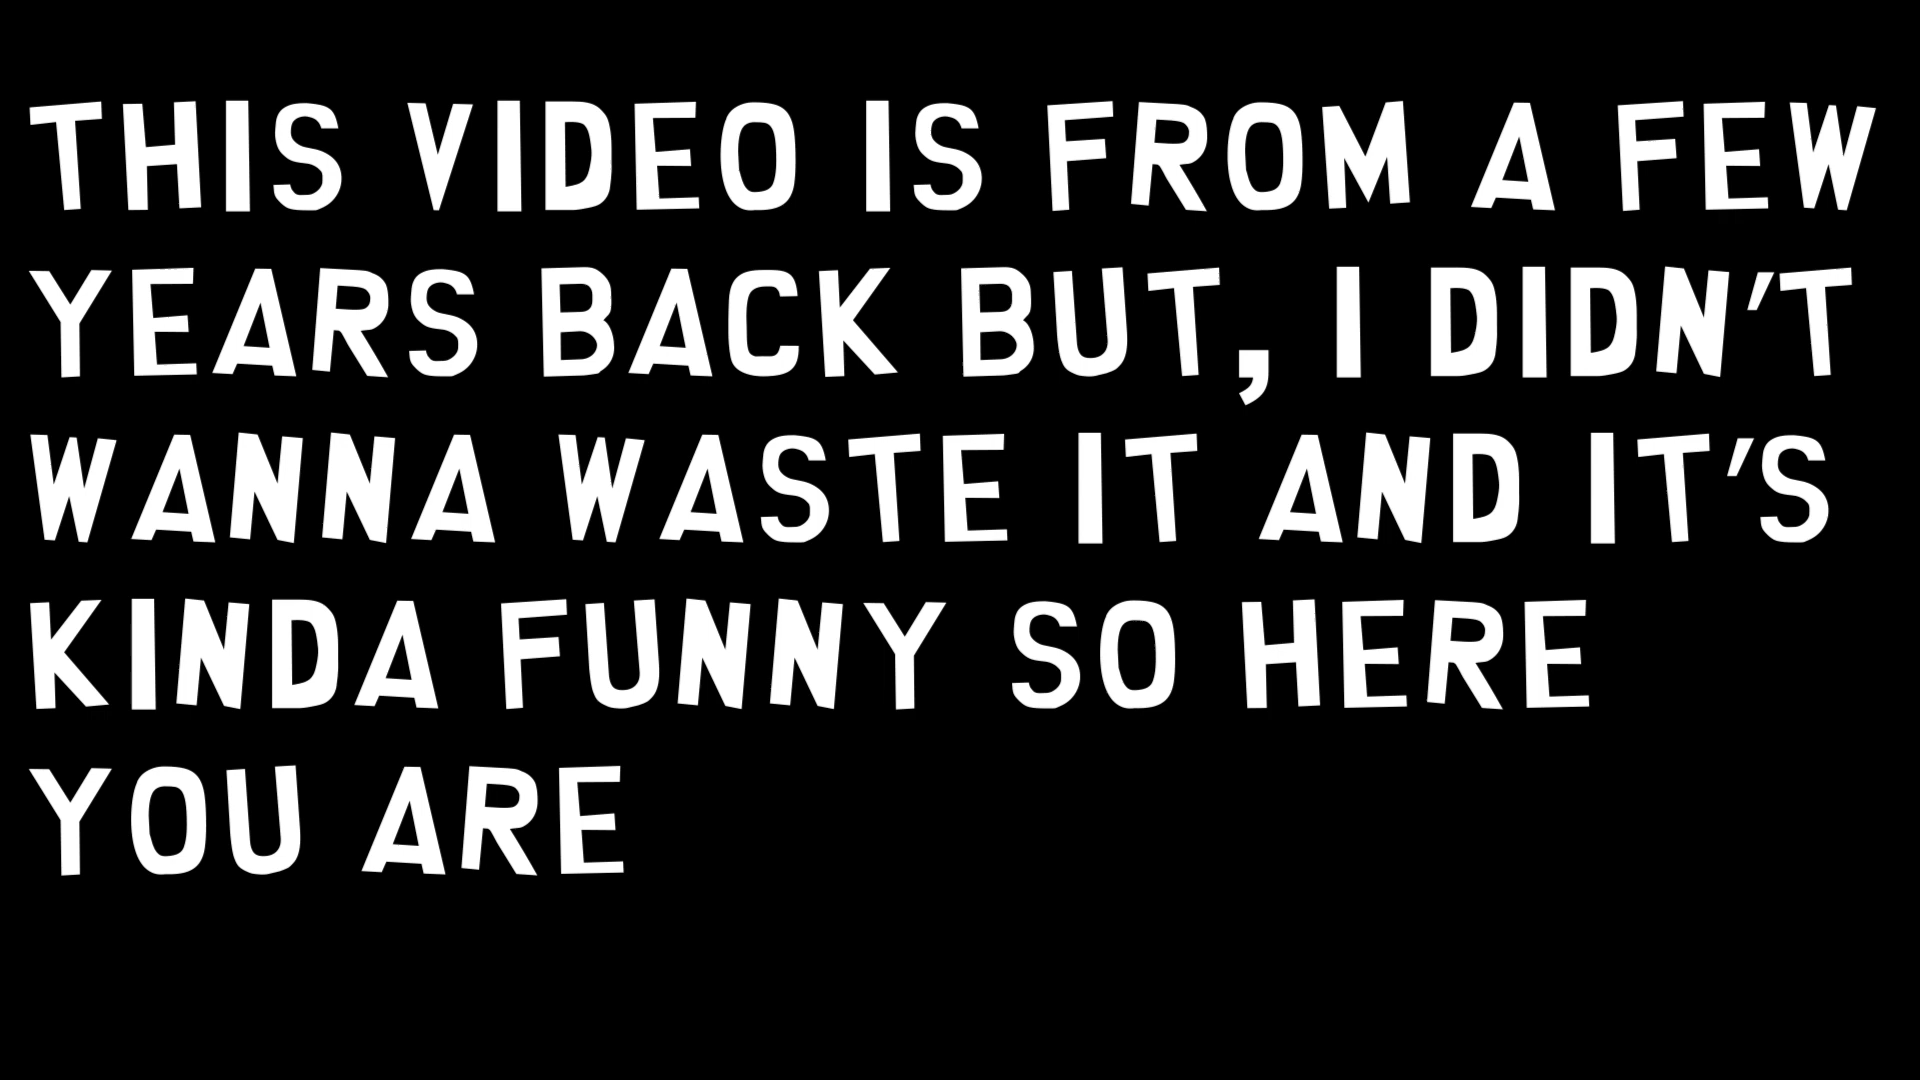 THIS VIDEO IS FROM A FEW
YEARS BACK BUT, I DIDN'T
WANNA WASTE IT AND IT'S
KINDA FUNNY SO HERE
YOU ARE